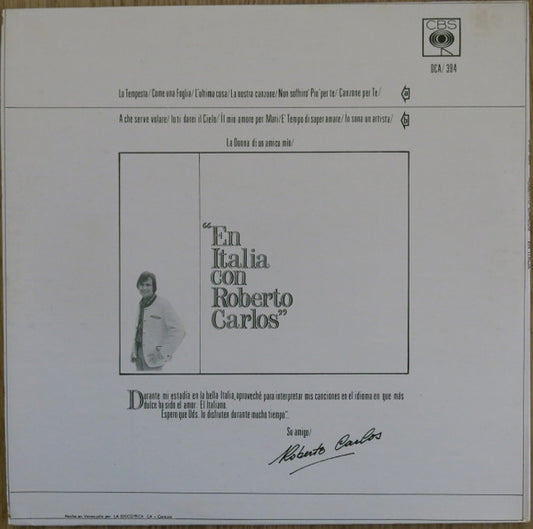 CBS
DCA/ 394
La Tempesta/ Come una Foglia/ L'ultima cosa/ La nostra canzone/ Non soffriro' Piu' per te/ Canzone per Te/ a
A che serve volare/ Io ti darei il Cielo/ Il mio amore per Mari/ E' Tempo di saper amare/ Io sono un artista/ b
La Donna di un amico mio/
"En
Italia
con
Roberto
Carlos"
Durante mi estadía en la bella Italia, aproveché para interpretar mis canciones en el idioma en que más
dulce ha sido el amor. El Italiano.
Espero que Uds. lo disfruten durante mucho tiempo".
Su amigo/
Roberto Carlos
Hecho en Venezuela por LA DISCOTECA CA - Caracas